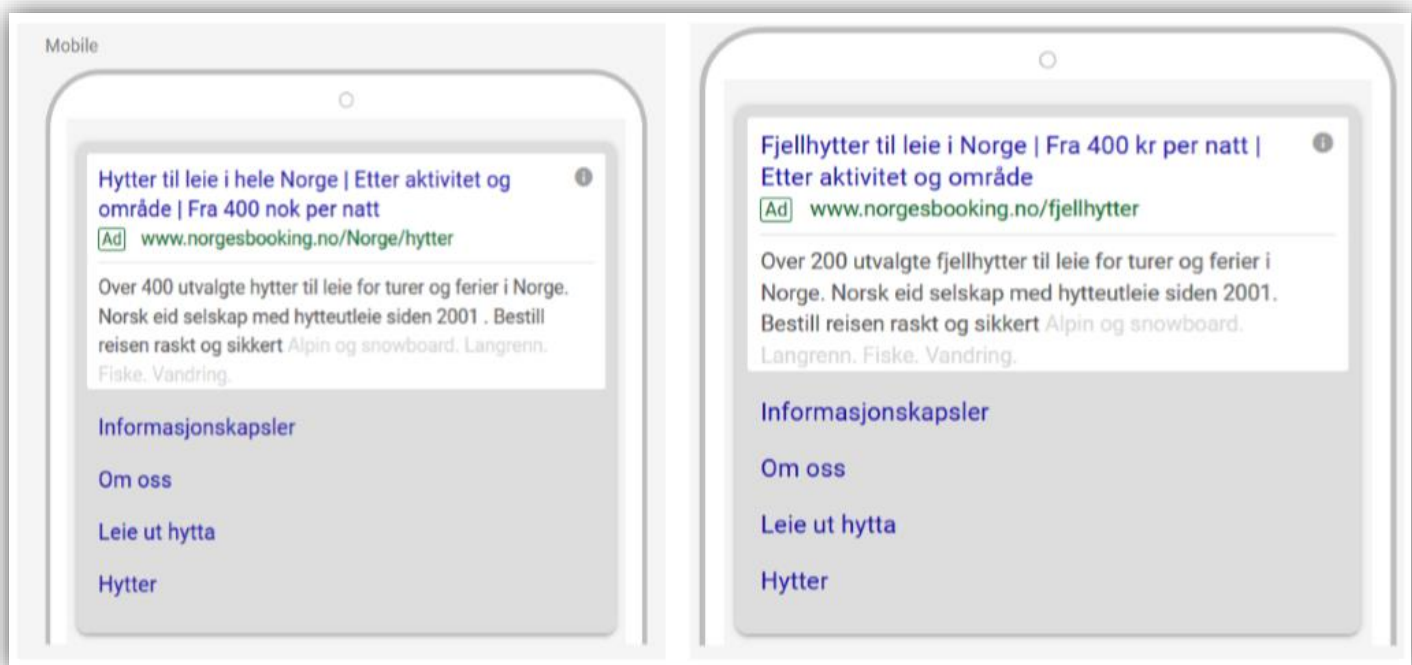 Mobile
Hytter til leie i hele Norge | Etter aktivitet og
område | Fra 400 nok per natt
Ad www.norgesbooking.no/Norge/hytter
Over 400 utvalgte hytter til leie for turer og ferier i Norge.
Norsk eid selskap med hytteutleie siden 2001 . Bestill
reisen raskt og sikkert Alpin og snowboard. Langrenn.
Fiske. Vandring.
Informasjonskapsler
Om oss
Leie ut hytta
Hytter
Fjellhytter til leie i Norge | Fra 400 kr per natt |
Etter aktivitet og område
Ad www.norgesbooking.no/fjellhytter
Over 200 utvalgte fjellhytter til leie for turer og ferier i
Norge. Norsk eid selskap med hytteutleie siden 2001.
Bestill reisen raskt og sikkert Alpin og snowboard.
Langrenn. Fiske. Vandring.
Informasjonskapsler
Om oss
Leie ut hytta
Hytter